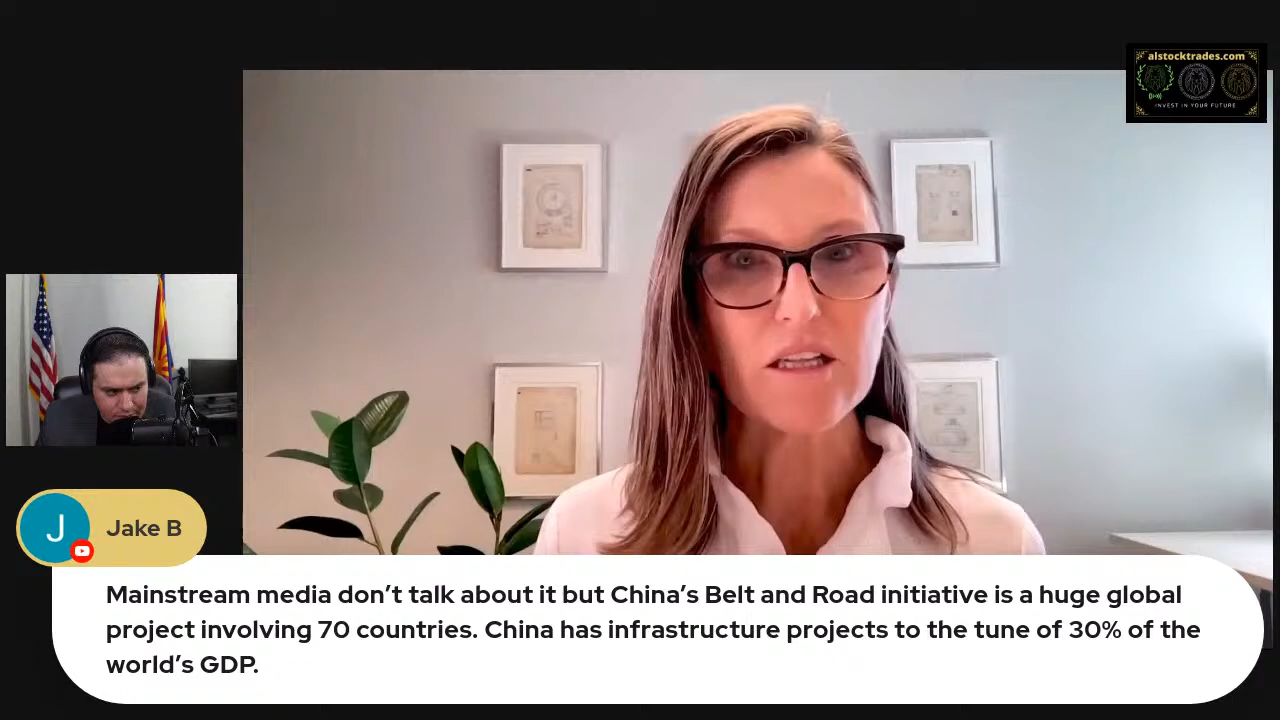 alstocktrades.com
INVEST IN YOUR FUTURE
J
Jake B
Mainstream media don’t talk about it but China’s Belt and Road initiative is a huge global
project involving 70 countries. China has infrastructure projects to the tune of 30% of the
world’s GDP.